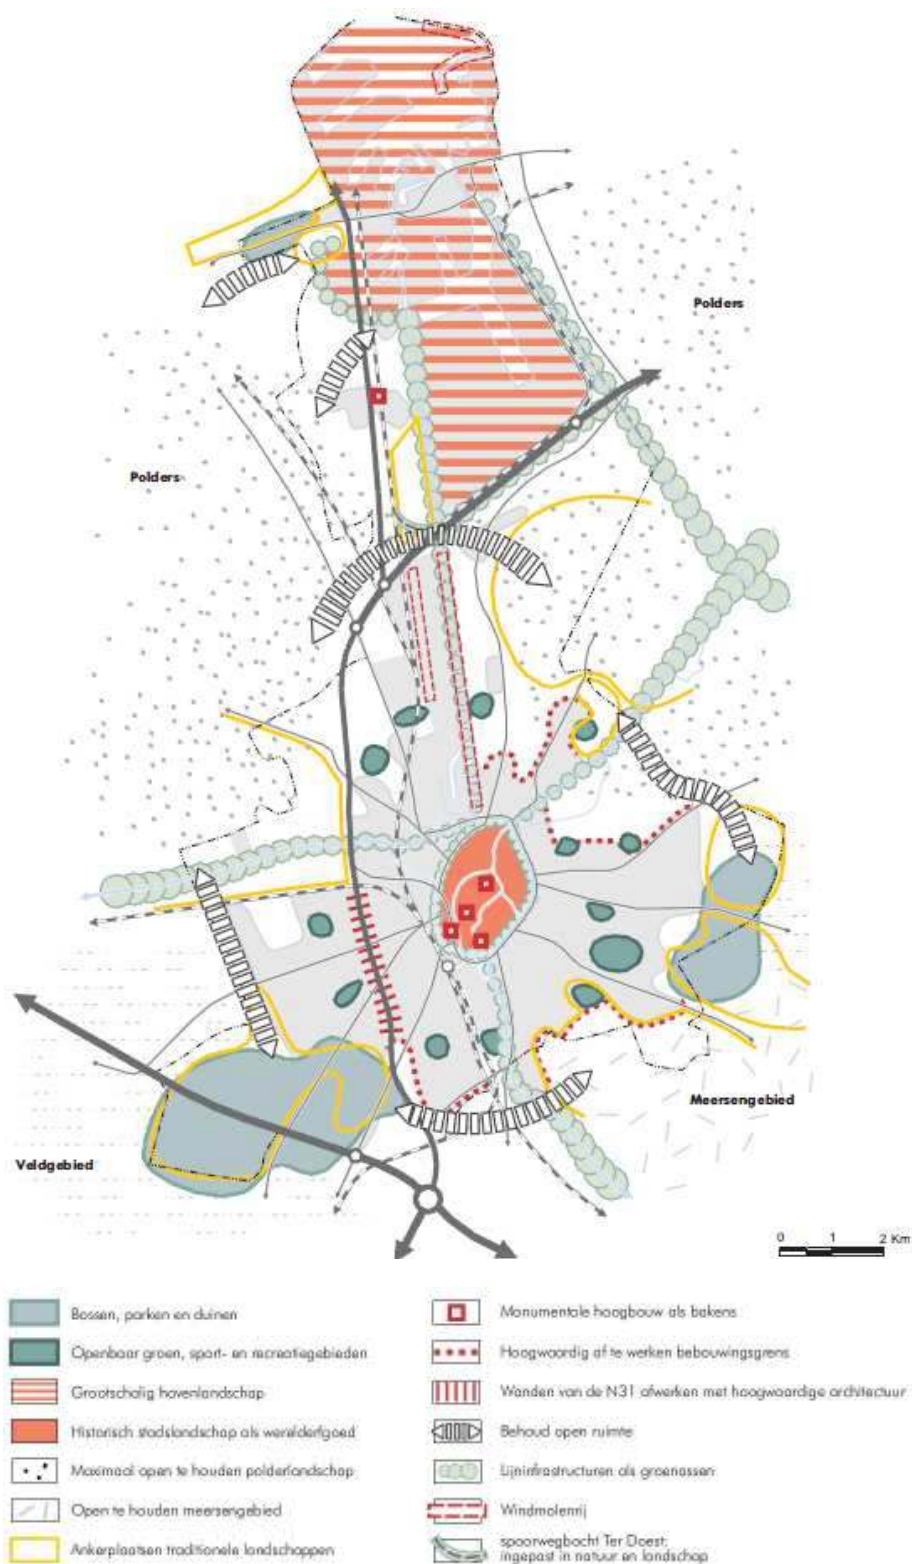 Polders
Polders
Meersengebied
Veldgebied
0 1 2 Km
Bossen, parken en duinen
Openbaar groen, sport- en recreatiegebieden
Grootschalig havenlandschap
Historisch stadslandschap als werelderfgoed
Maximaal open te houden polderlandschap
Open te houden meersengebied
Ankerplaatsen traditionele landschappen
Monumentale hoogbouw als bakens
Hoogwaardig af te werken bebouwingsgrens
Wanden van de N31 afwerken met hoogwaardige architectuur
Behoud open ruimte
Lijninfrastructuren als groenassen
Windmolenrij
spoorwegbocht Ter Doest:
ingepast in natuur en landschap